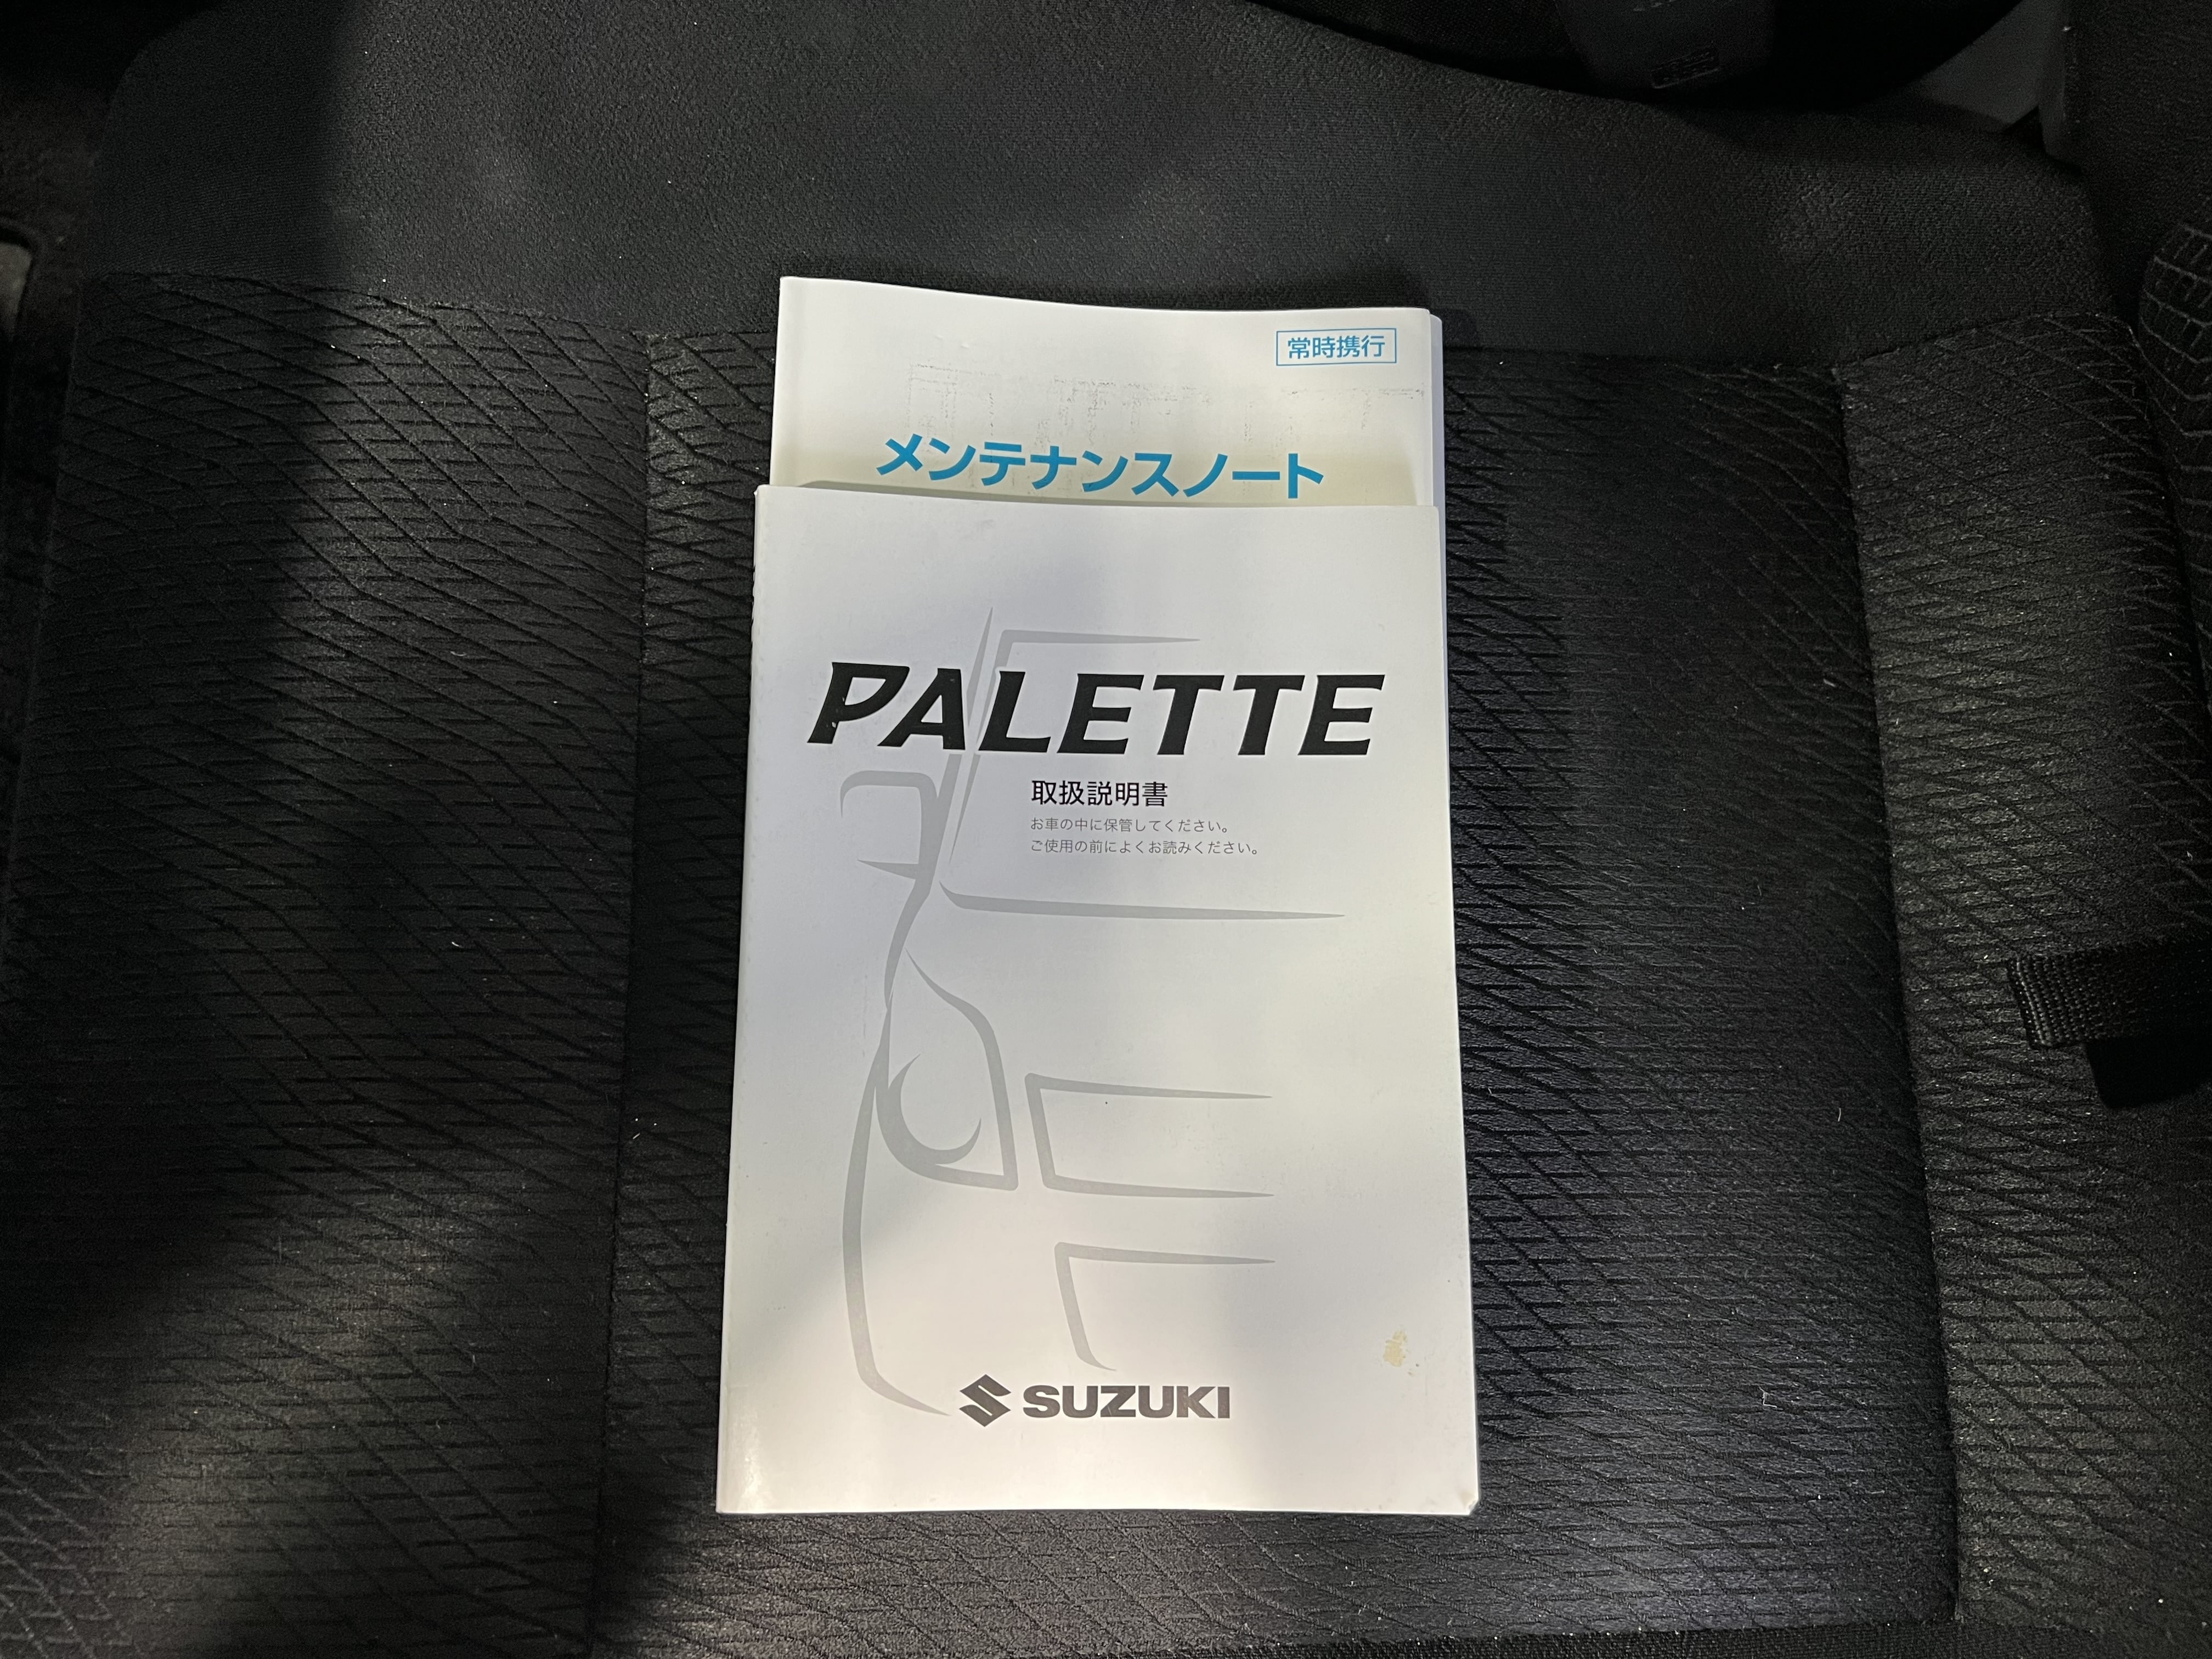 常時携行
メンテナンスノート
PALETTE
取扱説明書
お車の中に保管してください。
ご使用の前によくお読みください。
SUZUKI